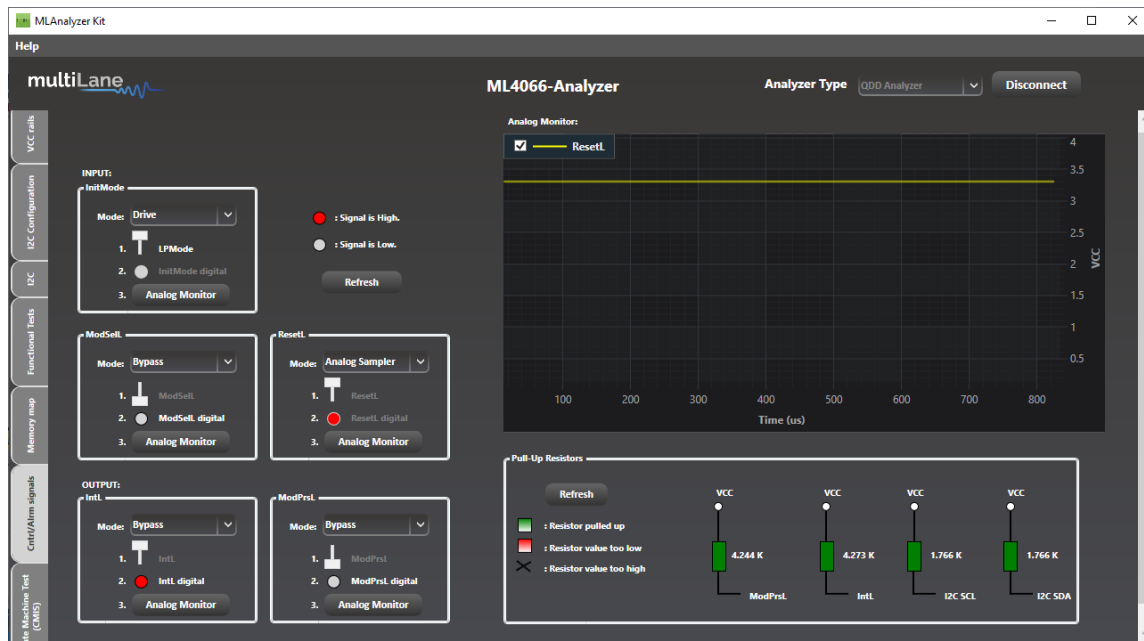 MLAnalyzer Kit
Help
multiLane
ML4066-Analyzer
Analyzer Type
QDD Analyzer
Disconnect
VCC rails
I2C Configuration
I2C
Functional Tests
Memory map
Cntrl/Alrm signals
te Machine Test
(CMIS)
INPUT:
InitMode
Mode: Drive
1. LPMode
2. InitMode digital
3. Analog Monitor
: Signal is High.
: Signal is Low.
Refresh
ModSelL
Mode: Bypass
1. ModSelL
2. ModSelL digital
3. Analog Monitor
ResetL
Mode: Analog Sampler
1. ResetL
2. ResetL digital
3. Analog Monitor
OUTPUT:
IntL
Mode: Bypass
1. IntL
2. IntL digital
3. Analog Monitor
ModPrsL
Mode: Bypass
1. ModPrsL
2. ModPrsL digital
3. Analog Monitor
Analog Monitor:
ResetL
4
3.5
3
2.5
2
1.5
1
0.5
VCC
100 200 300 400 500 600 700 800
Time (us)
Pull-Up Resistors
Refresh
: Resistor pulled up
: Resistor value too low
: Resistor value too high
VCC VCC VCC VCC
4.244 K 4.273 K 1.766 K 1.766 K
ModPrsL IntL I2C SCL I2C SDA